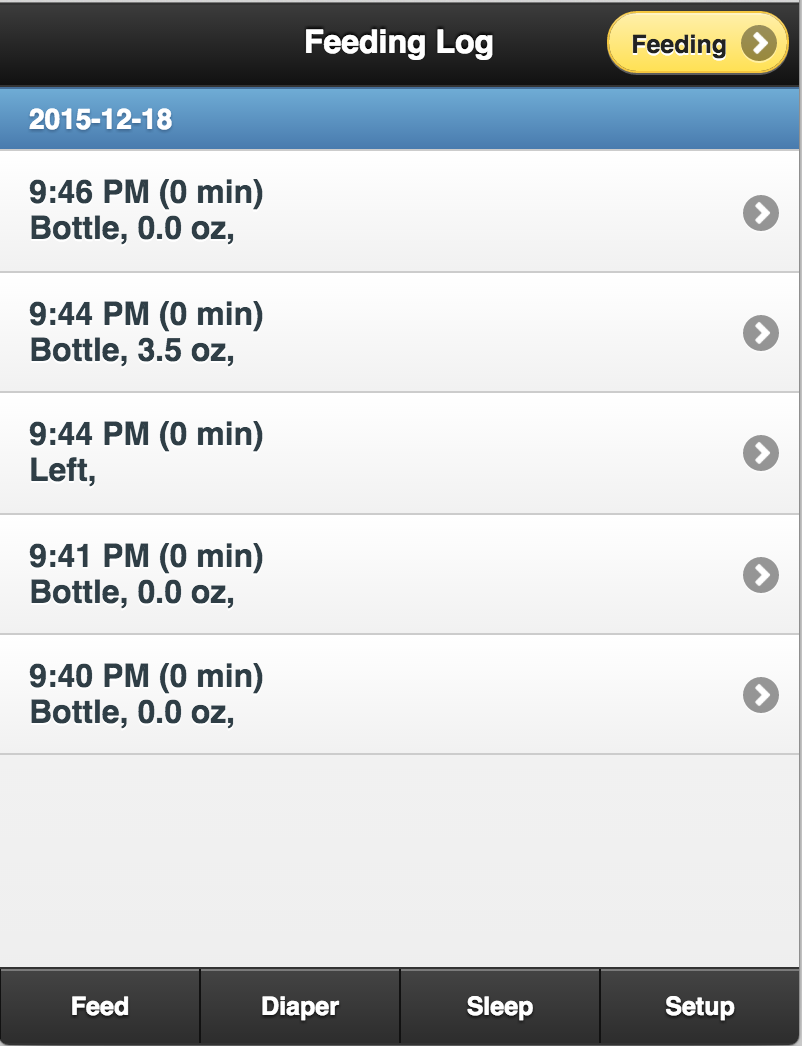 Feeding Log
Feeding
2015-12-18
9:46 PM (0 min)
Bottle, 0.0 oz,
9:44 PM (0 min)
Bottle, 3.5 oz,
9:44 PM (0 min)
Left,
9:41 PM (0 min)
Bottle, 0.0 oz,
9:40 PM (0 min)
Bottle, 0.0 oz,
Feed
Diaper
Sleep
Setup